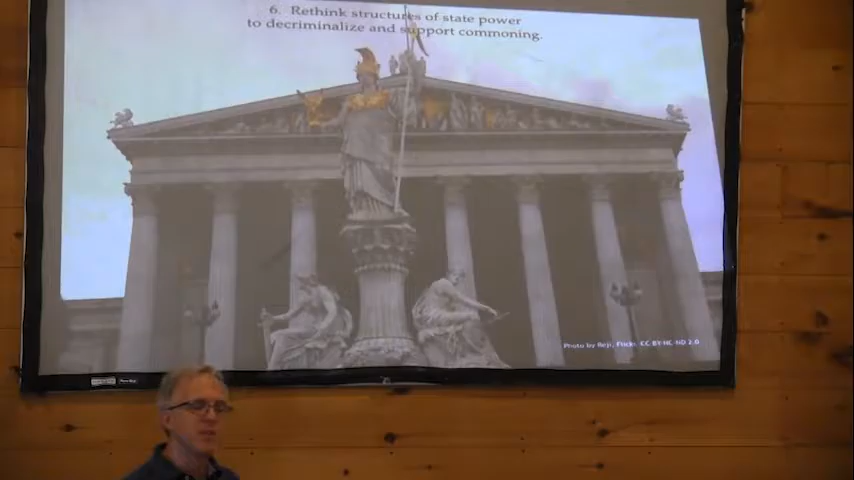 6. Rethink structures of state power
to decriminalize and support commoning.
Photo by Reji, Flickr, CC BY-NC-ND 2.0